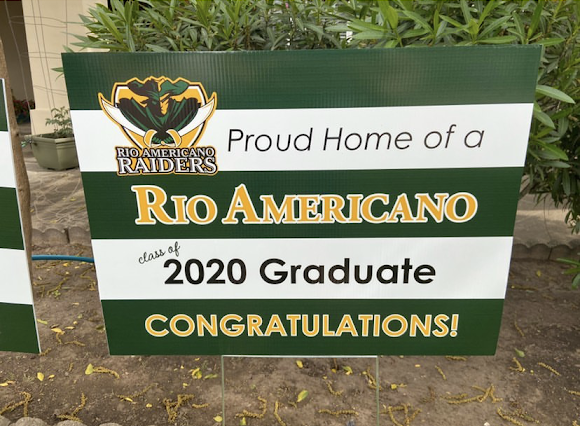 RIO AMERICANO
RAIDERS
Proud Home of a
RIO AMERICANO
class of
2020 Graduate
CONGRATULATIONS!